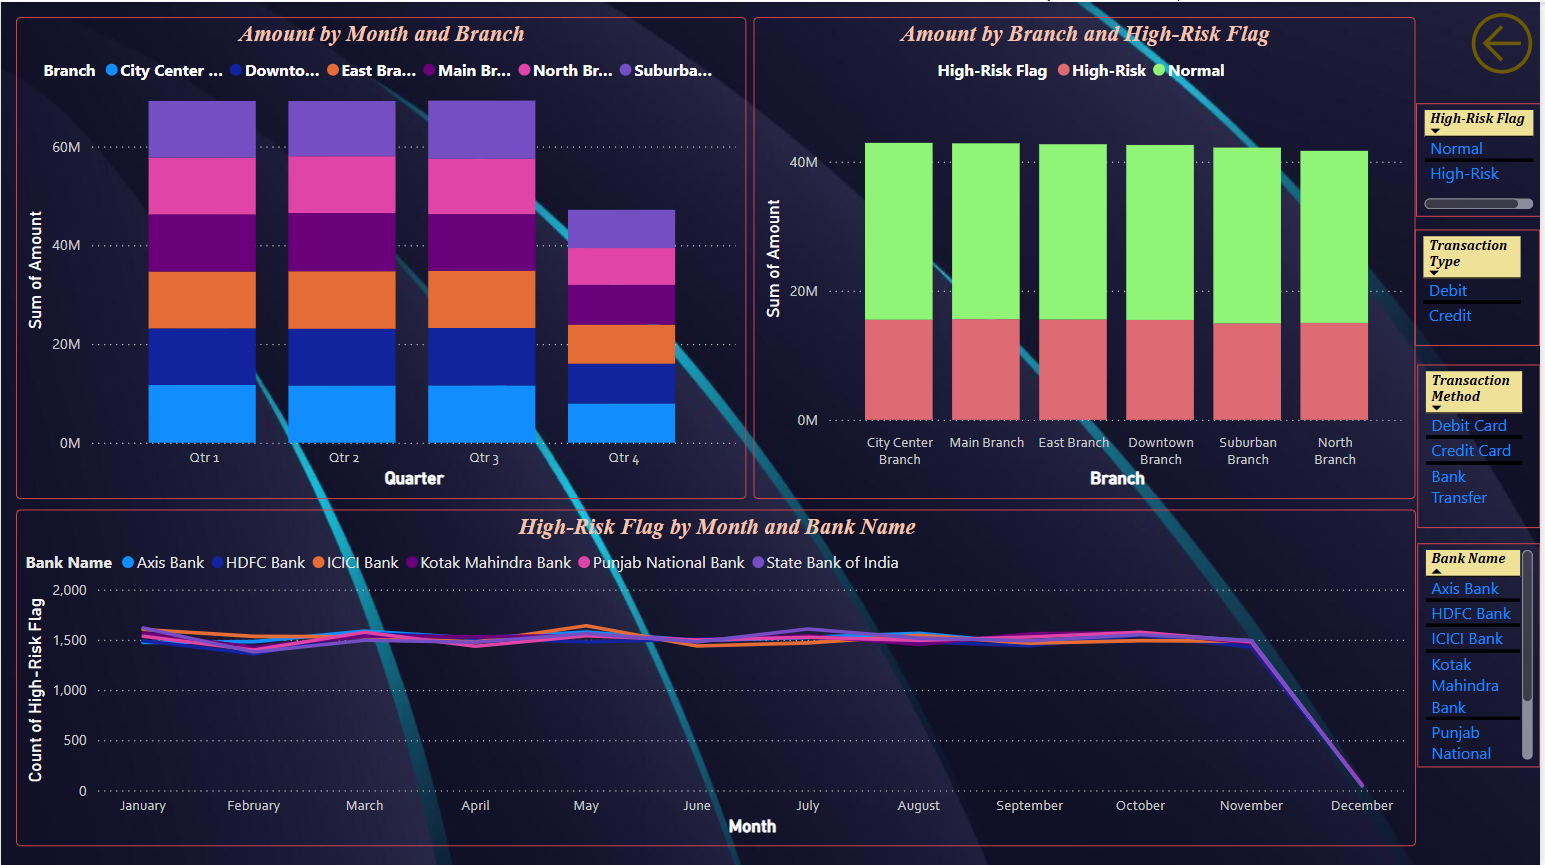 Amount by Month and Branch
Branch City Center ... Downto... East Bra... Main Br... North Br... Suburba...
60M
40M
20M
0M
Sum of Amount
Qtr 1 Qtr 2 Qtr 3 Qtr 4
Quarter
Amount by Branch and High-Risk Flag
High-Risk Flag High-Risk Normal
40M
20M
0M
Sum of Amount
City Center Main Branch East Branch Downtown Suburban North
Branch Branch Branch Branch
Branch
High-Risk Flag by Month and Bank Name
Bank Name Axis Bank HDFC Bank ICICI Bank Kotak Mahindra Bank Punjab National Bank State Bank of India
2,000
1,500
1,000
500
0
Count of High-Risk Flag
January February March April May June July August September October November December
Month
High-Risk Flag
Normal
High-Risk
Transaction
Type
Debit
Credit
Transaction
Method
Debit Card
Credit Card
Bank
Transfer
Bank Name
Axis Bank
HDFC Bank
ICICI Bank
Kotak
Mahindra
Bank
Punjab
National